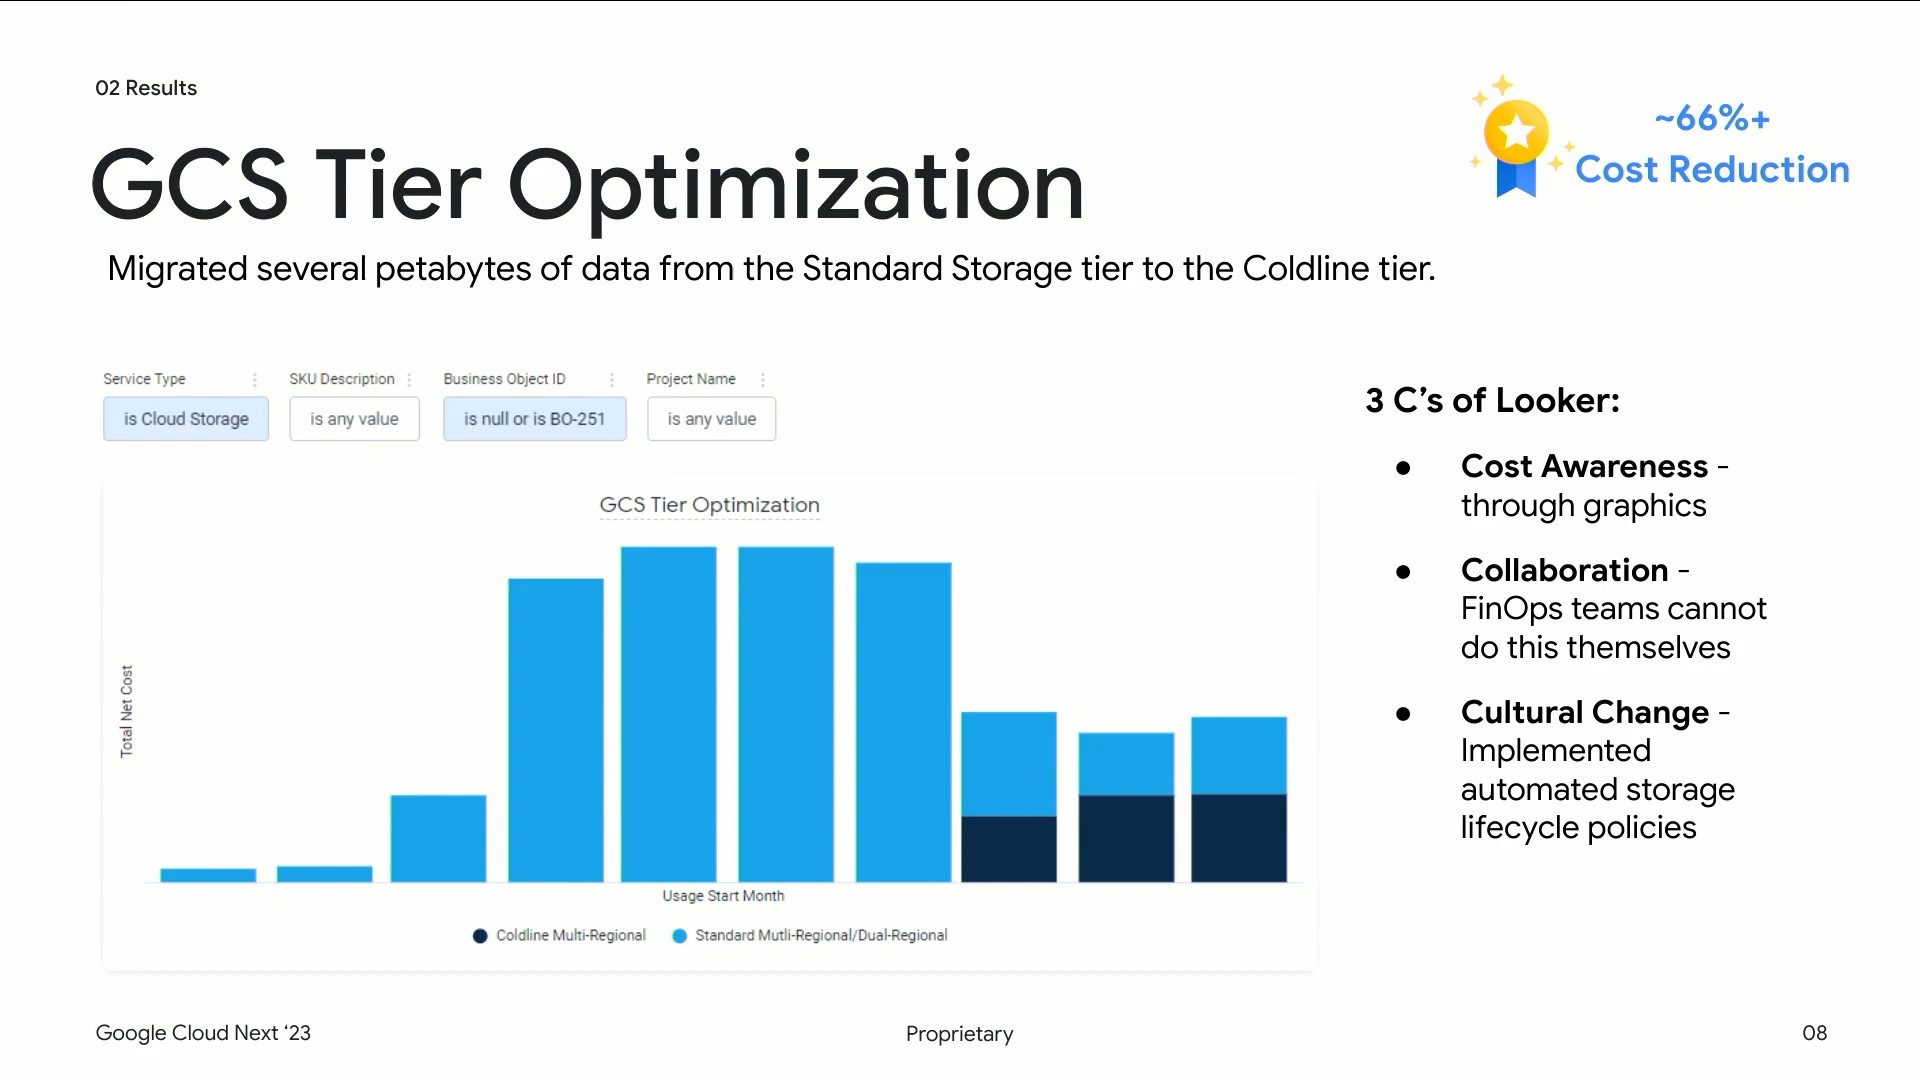 02 Results
~66%+
Cost Reduction
GCS Tier Optimization
Migrated several petabytes of data from the Standard Storage tier to the Coldline tier.
Service Type
SKU Description
Business Object ID
Project Name
is Cloud Storage
is any value
is null or is BO-251
is any value
GCS Tier Optimization
Total Net Cost
Usage Start Month
Coldline Multi-Regional
Standard Mutli-Regional/Dual-Regional
3 C’s of Looker:
● Cost Awareness -
through graphics
● Collaboration -
FinOps teams cannot
do this themselves
● Cultural Change -
Implemented
automated storage
lifecycle policies
Google Cloud Next ‘23
Proprietary
08